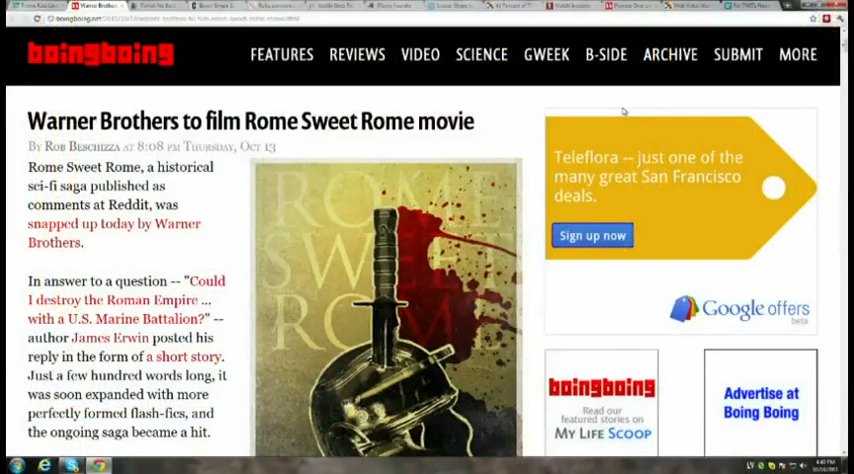 boingboing
FEATURES REVIEWS VIDEO SCIENCE GWEEK B-SIDE ARCHIVE SUBMIT MORE
Warner Brothers to film Rome Sweet Rome movie
BY ROB BESCHIZZA AT 8:08 PM THURSDAY, OCT 13
Rome Sweet Rome, a historical
sci-fi saga published as
comments at Reddit, was
snapped up today by Warner
Brothers.
In answer to a question -- "Could
I destroy the Roman Empire ...
with a U.S. Marine Battalion?" --
author James Erwin posted his
reply in the form of a short story.
Just a few hundred words long, it
was soon expanded with more
perfectly formed flash-fics, and
the ongoing saga became a hit.
ROME
SWEET
ROME
Teleflora -- just one of the
many great San Francisco
deals.
Sign up now
Google offers
beta
boingboing
Read our
featured stories on
MY LIFE SCOOP
Advertise at
Boing Boing